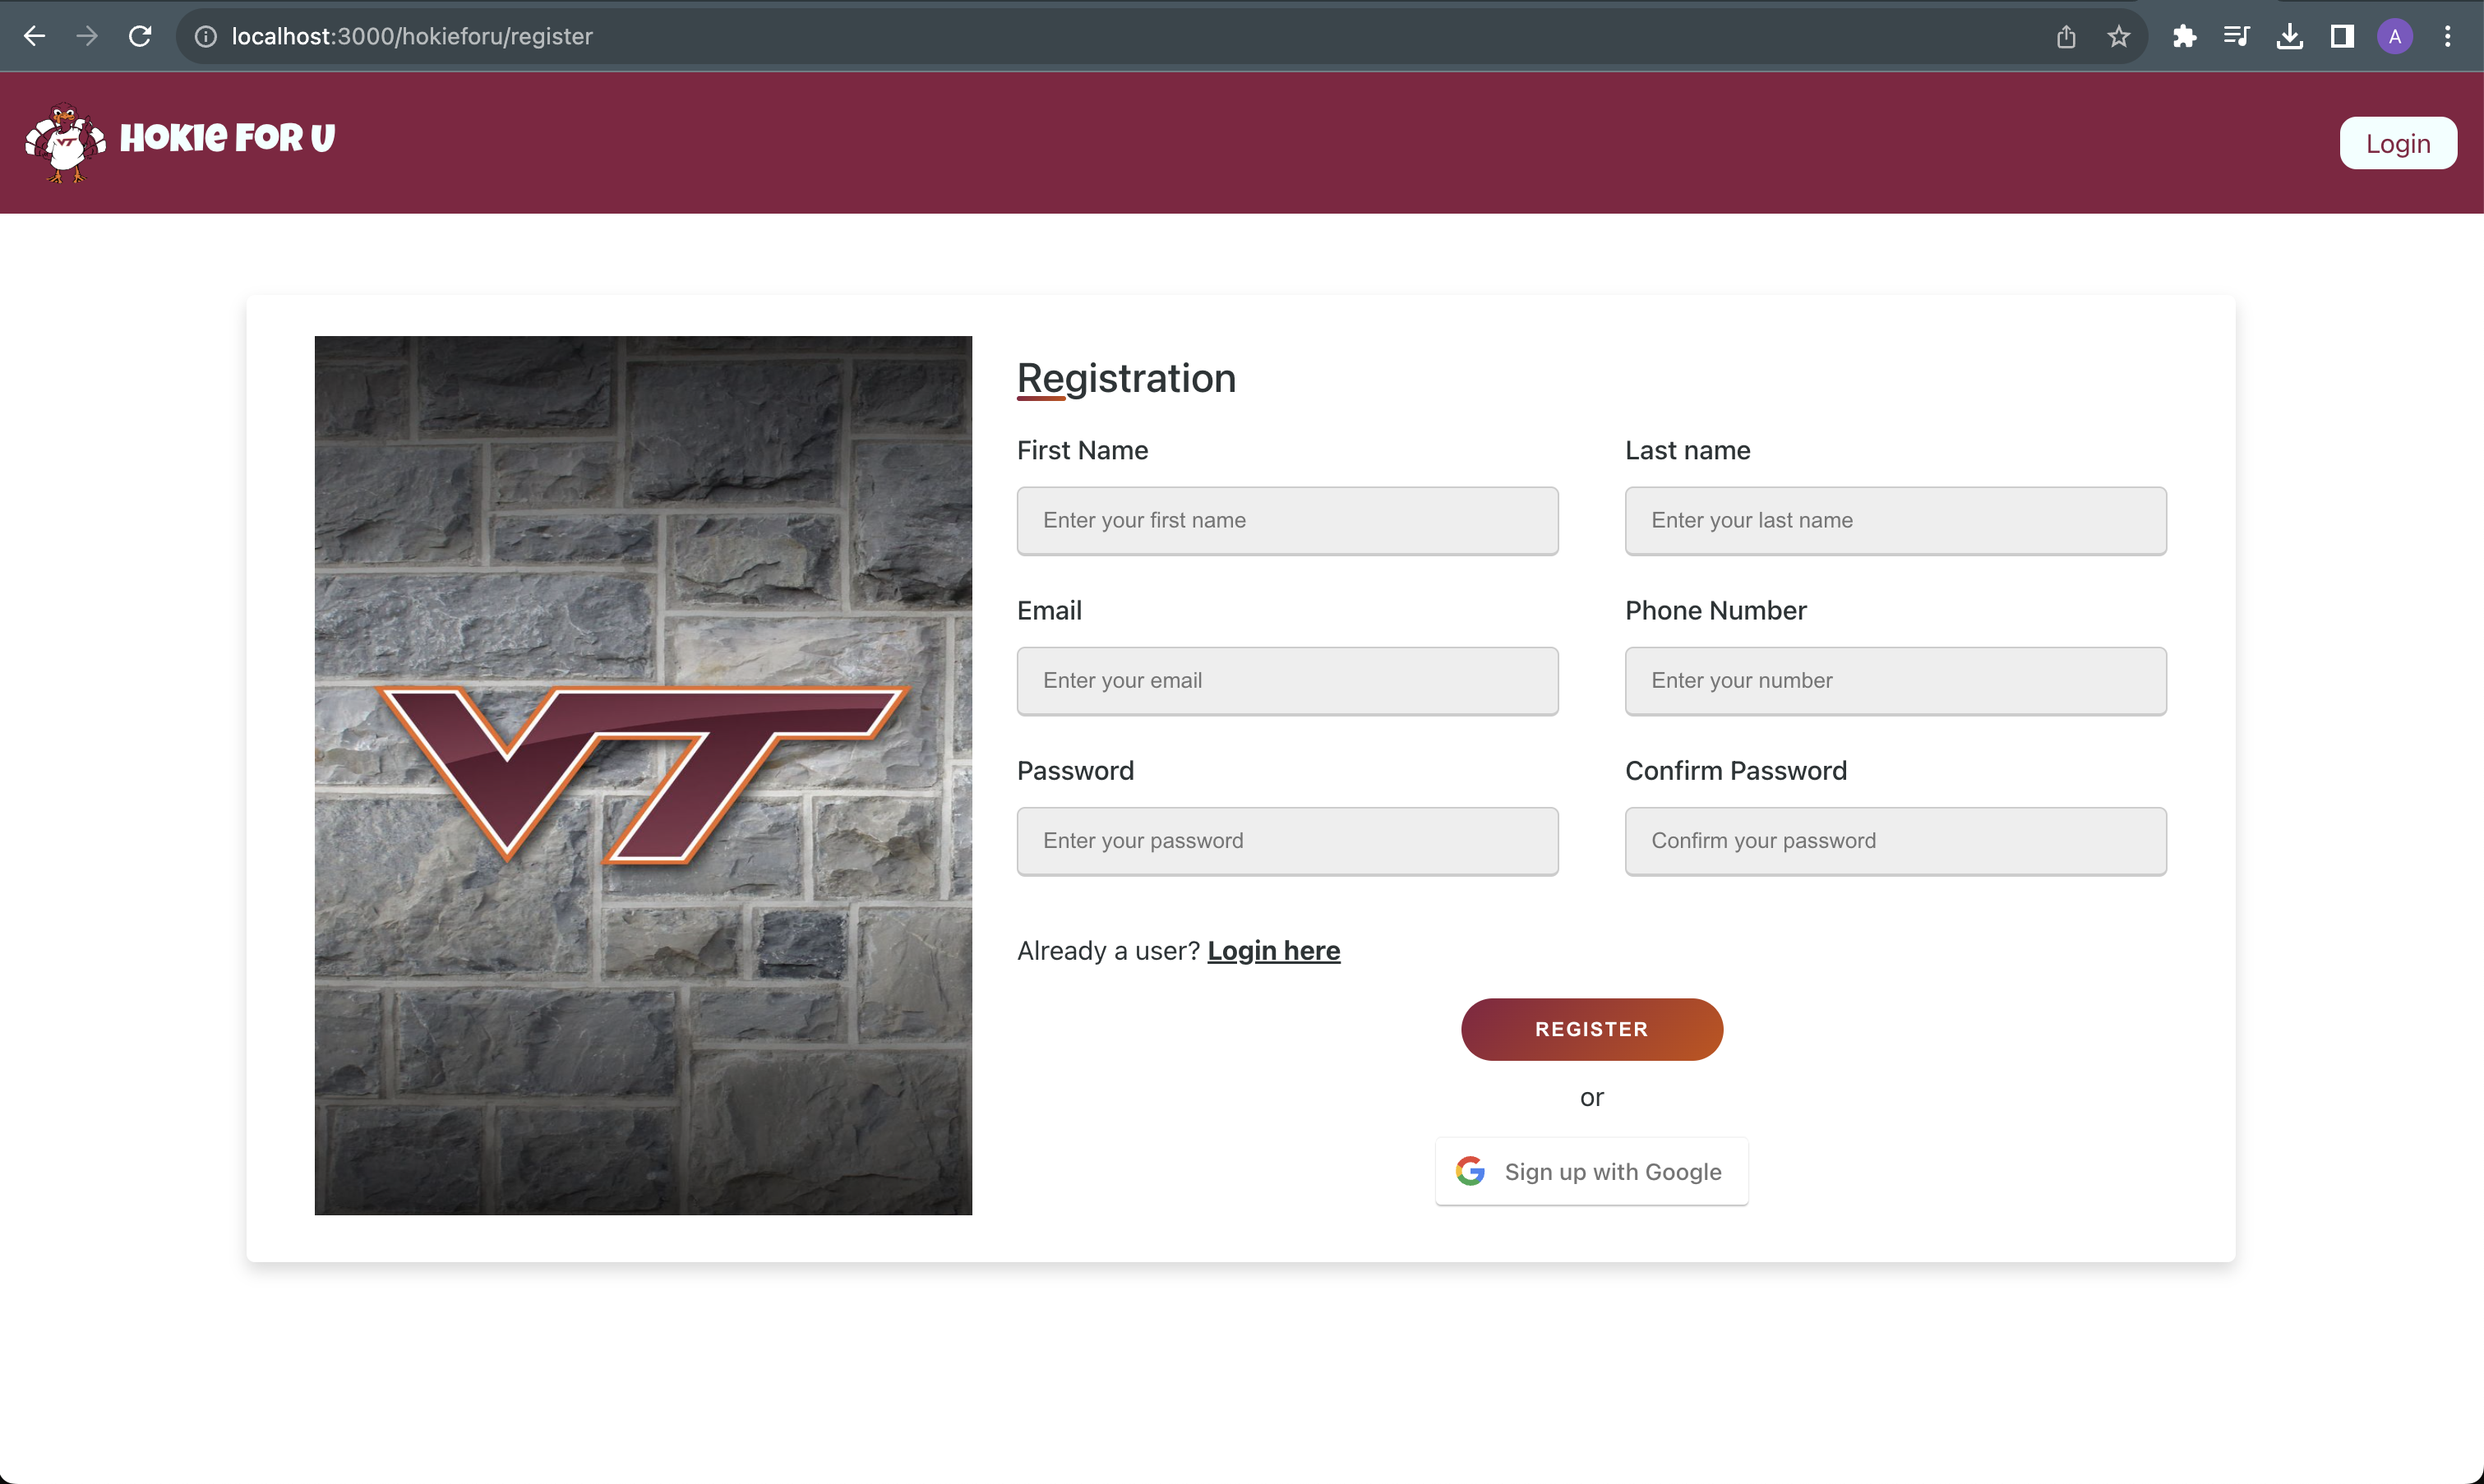 localhost:3000/hokieforu/register
A
HOKIE FOR U
Login
VT
Registration
First Name
Last name
Enter your first name
Enter your last name
Email
Phone Number
Enter your email
Enter your number
Password
Confirm Password
Enter your password
Confirm your password
VT
Already a user? Login here
REGISTER
or
Sign up with Google